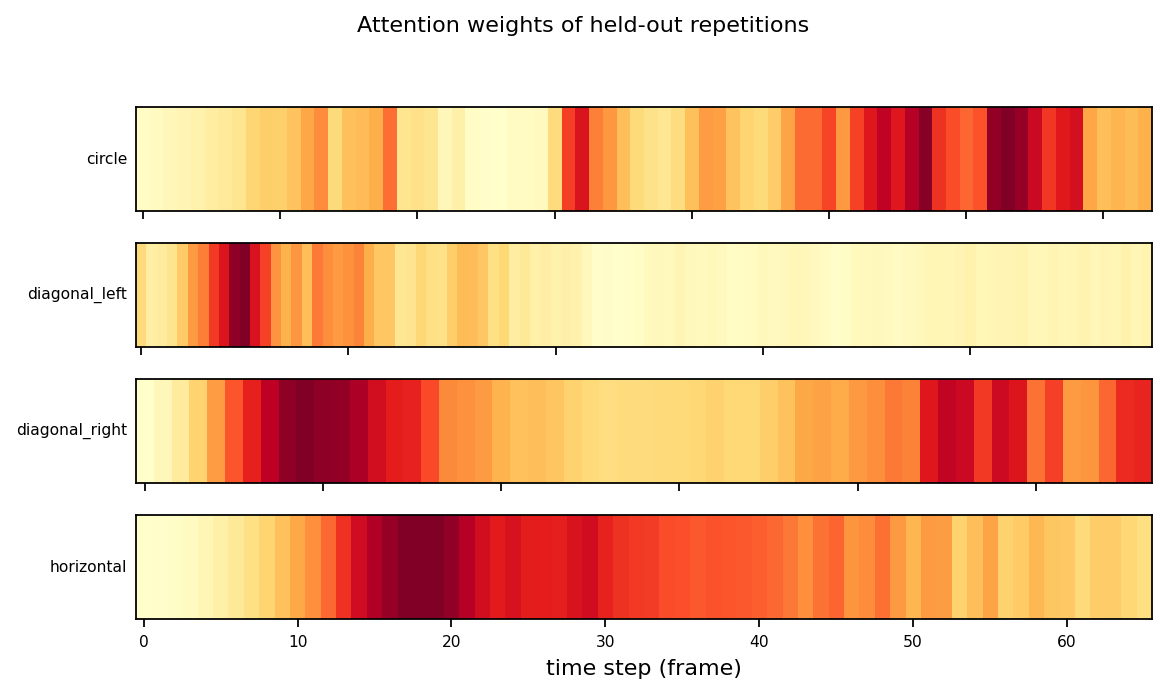 Attention weights of held-out repetitions
circle
diagonal_left
diagonal_right
horizontal
0 10 20 30 40 50 60
time step (frame)